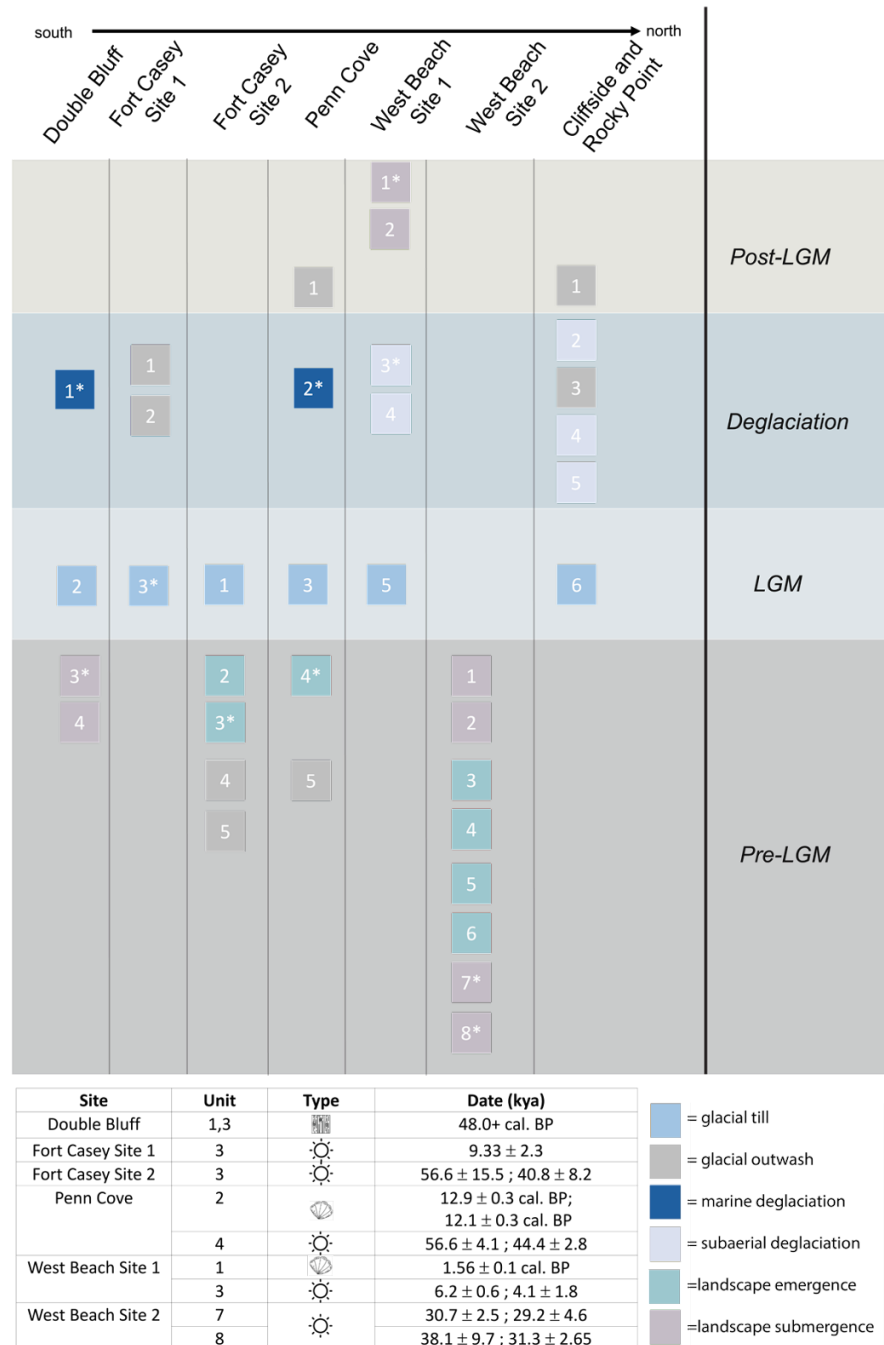 south
north
Double Bluff
Fort Casey
Site 1
Fort Casey
Site 2
Penn Cove
West Beach
Site 1
West Beach
Site 2
Cliffside and
Rocky Point
1*
2
1
1
Post-LGM
1*
1
2
2*
3*
4
2
3
4
5
Deglaciation
2
3*
1
3
5
6
LGM
3*
4
2
3*
4
5
4*
5
1
2
3
4
5
6
7*
8*
Pre-LGM
Site Unit Type Date (kya)
Double Bluff 1,3 48.0+ cal. BP
Fort Casey Site 1 3 9.33 ± 2.3
Fort Casey Site 2 3 56.6 ± 15.5 ; 40.8 ± 8.2
Penn Cove 2 12.9 ± 0.3 cal. BP;
12.1 ± 0.3 cal. BP
4 56.6 ± 4.1 ; 44.4 ± 2.8
West Beach Site 1 1 1.56 ± 0.1 cal. BP
3 6.2 ± 0.6 ; 4.1 ± 1.8
West Beach Site 2 7 30.7 ± 2.5 ; 29.2 ± 4.6
8 38.1 ± 9.7 ; 31.3 ± 2.65
= glacial till
= glacial outwash
= marine deglaciation
= subaerial deglaciation
=landscape emergence
=landscape submergence